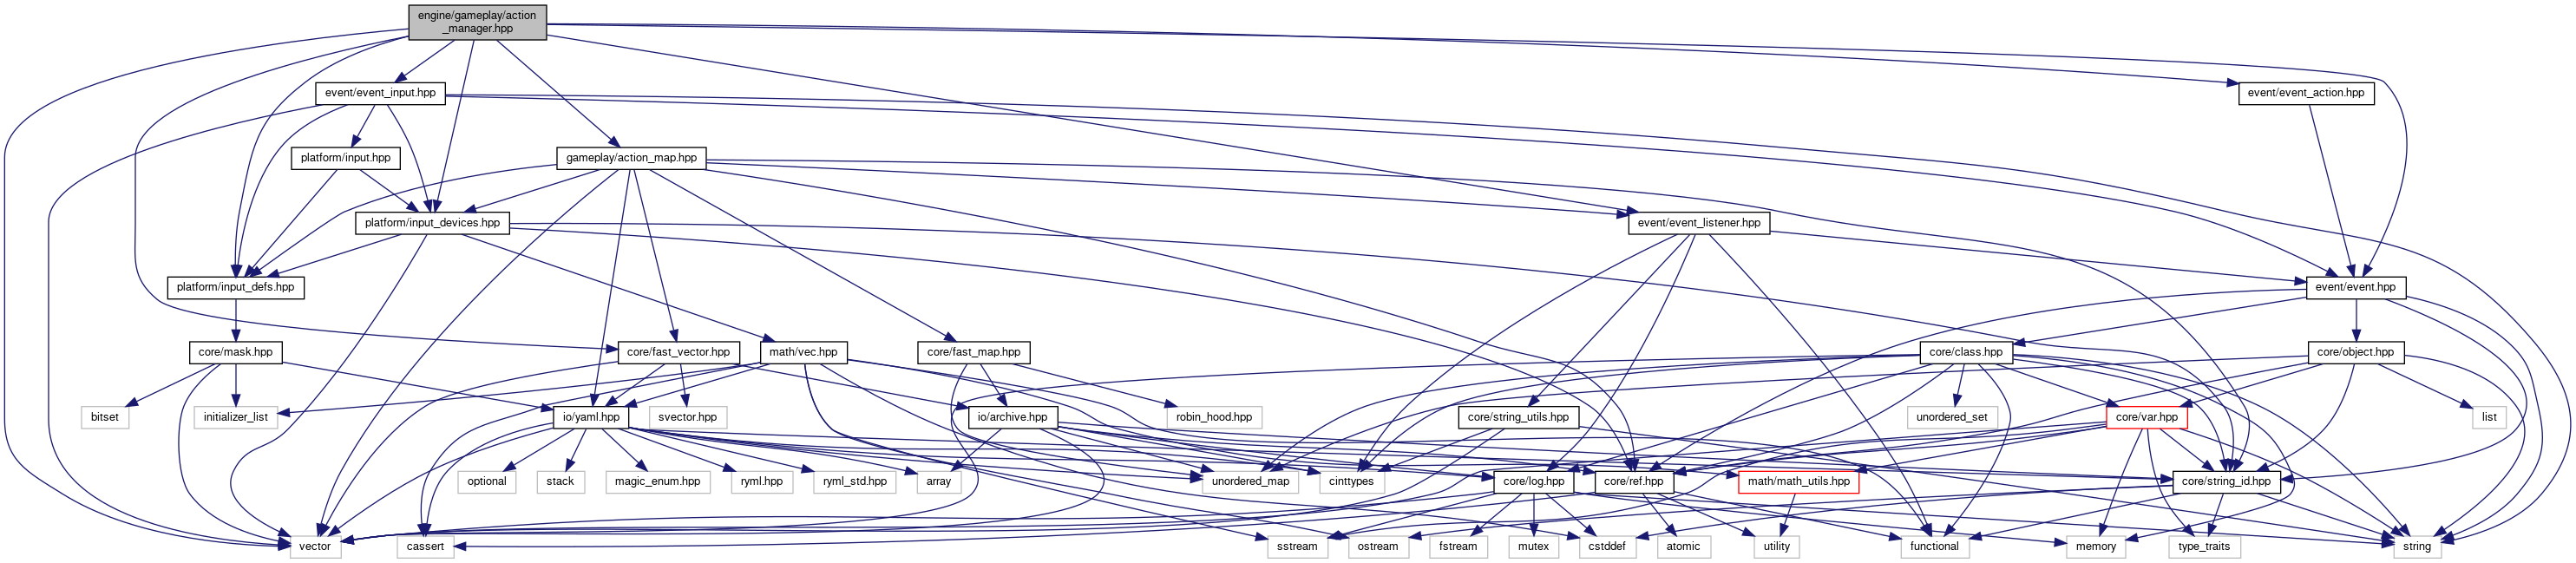 engine/gameplay/action
_manager.hpp
event/event_input.hpp
event/event_action.hpp
platform/input.hpp
gameplay/action_map.hpp
platform/input_devices.hpp
event/event_listener.hpp
platform/input_defs.hpp
event/event.hpp
core/mask.hpp
core/fast_vector.hpp
math/vec.hpp
core/fast_map.hpp
core/class.hpp
core/object.hpp
bitset
initializer_list
io/yaml.hpp
svector.hpp
io/archive.hpp
robin_hood.hpp
core/string_utils.hpp
unordered_set
core/var.hpp
list
optional
stack
magic_enum.hpp
ryml.hpp
ryml_std.hpp
array
unordered_map
cinttypes
core/log.hpp
core/ref.hpp
math/math_utils.hpp
core/string_id.hpp
vector
cassert
sstream
ostream
fstream
mutex
cstddef
atomic
utility
functional
memory
type_traits
string